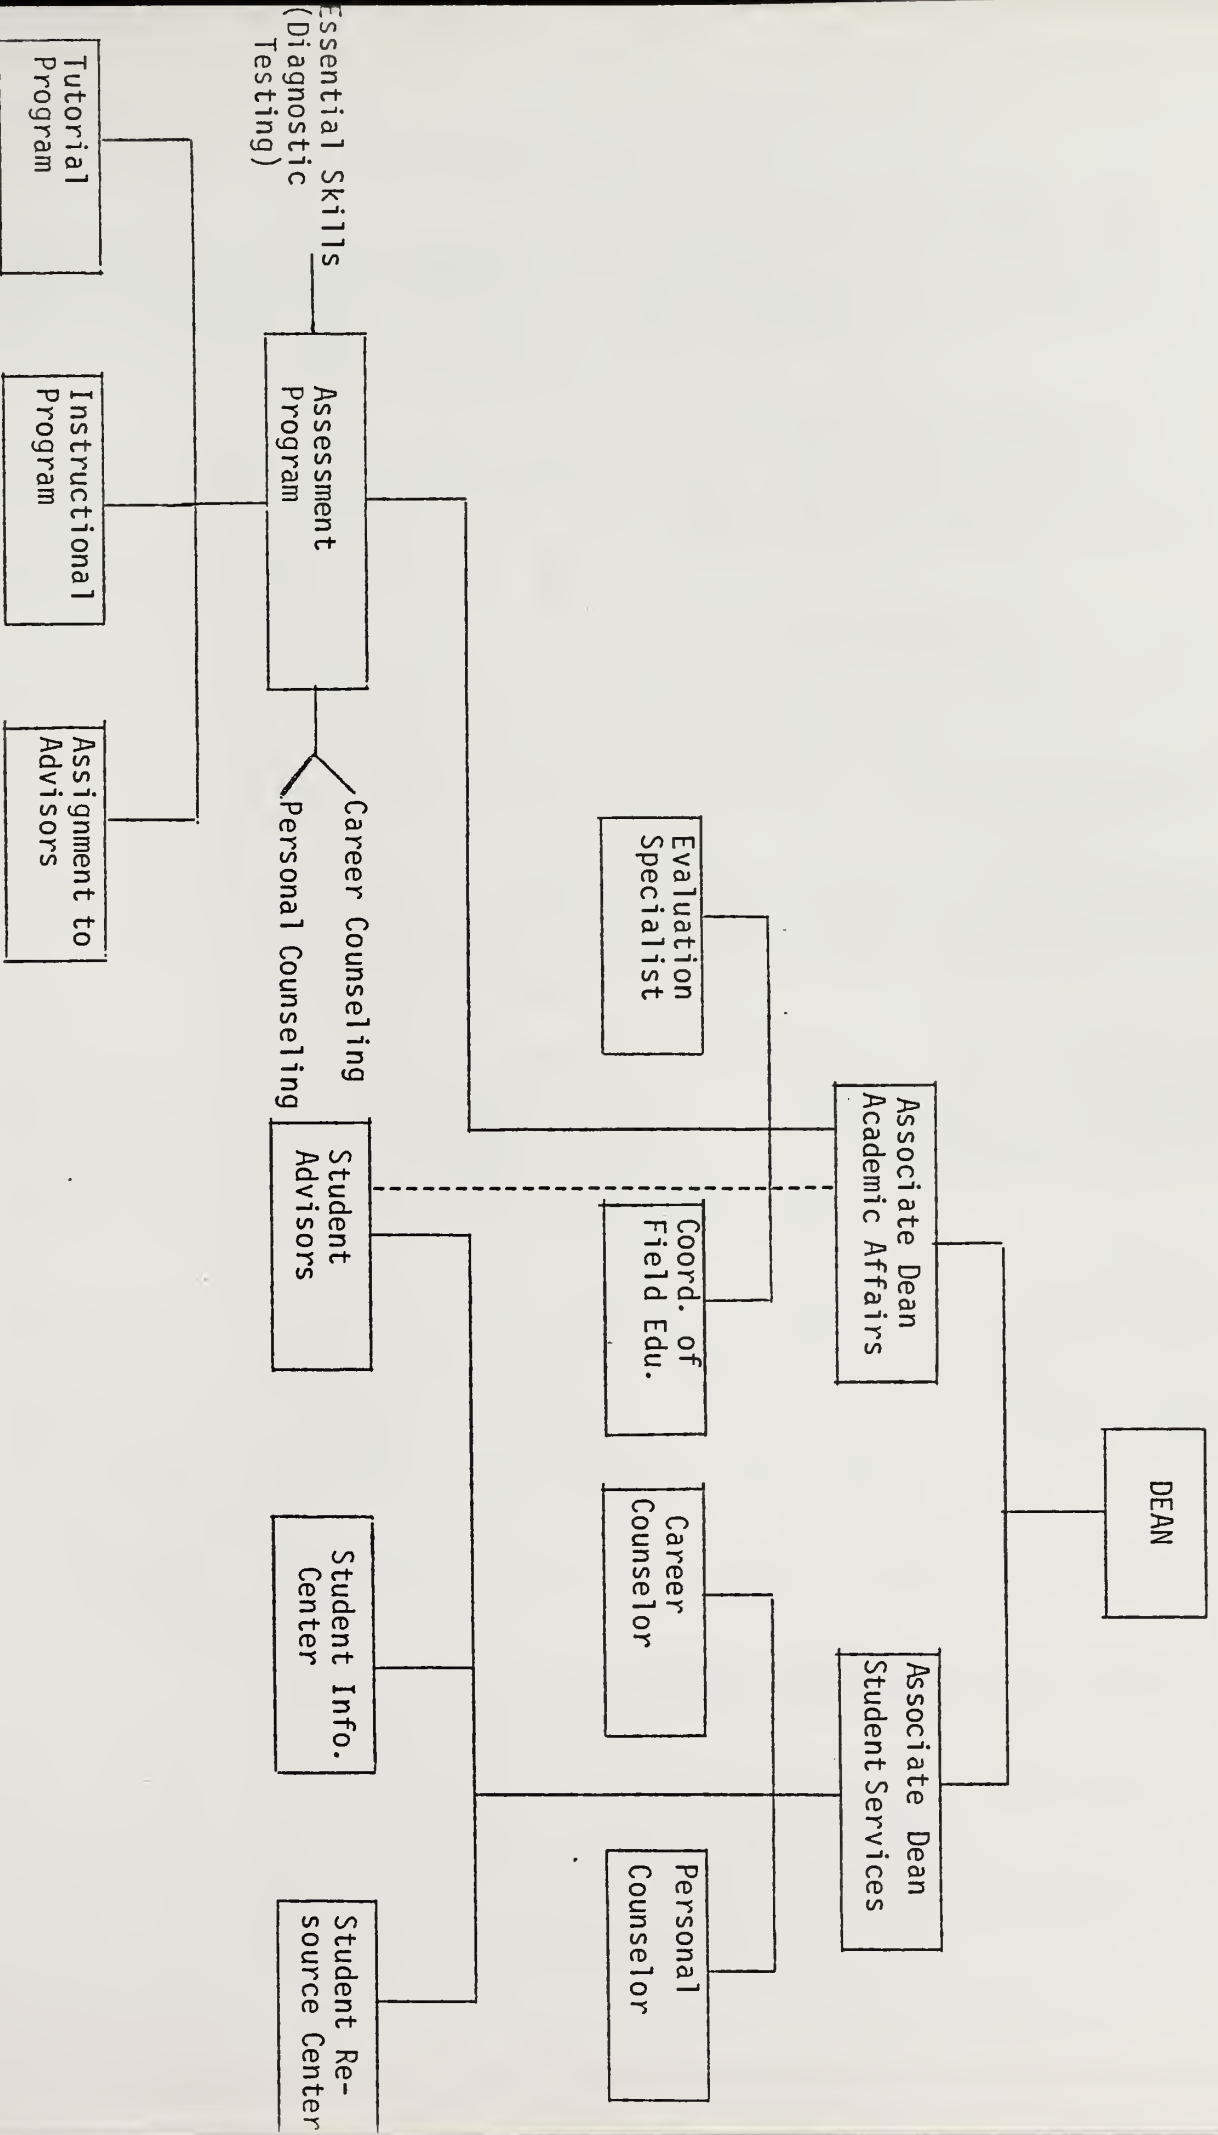 DEAN
Associate Dean
Academic Affairs
Associate Dean
Student Services
Evaluation
Specialist
Coord. of
Field Edu.
Career
Counselor
Personal
Counselor
Essential Skills
(Diagnostic
Testing)
Assessment
Program
Career Counseling
Personal Counseling
Student
Advisors
Student Info.
Center
Student Re-
source Center
Tutorial
Program
Instructional
Program
Assignment to
Advisors